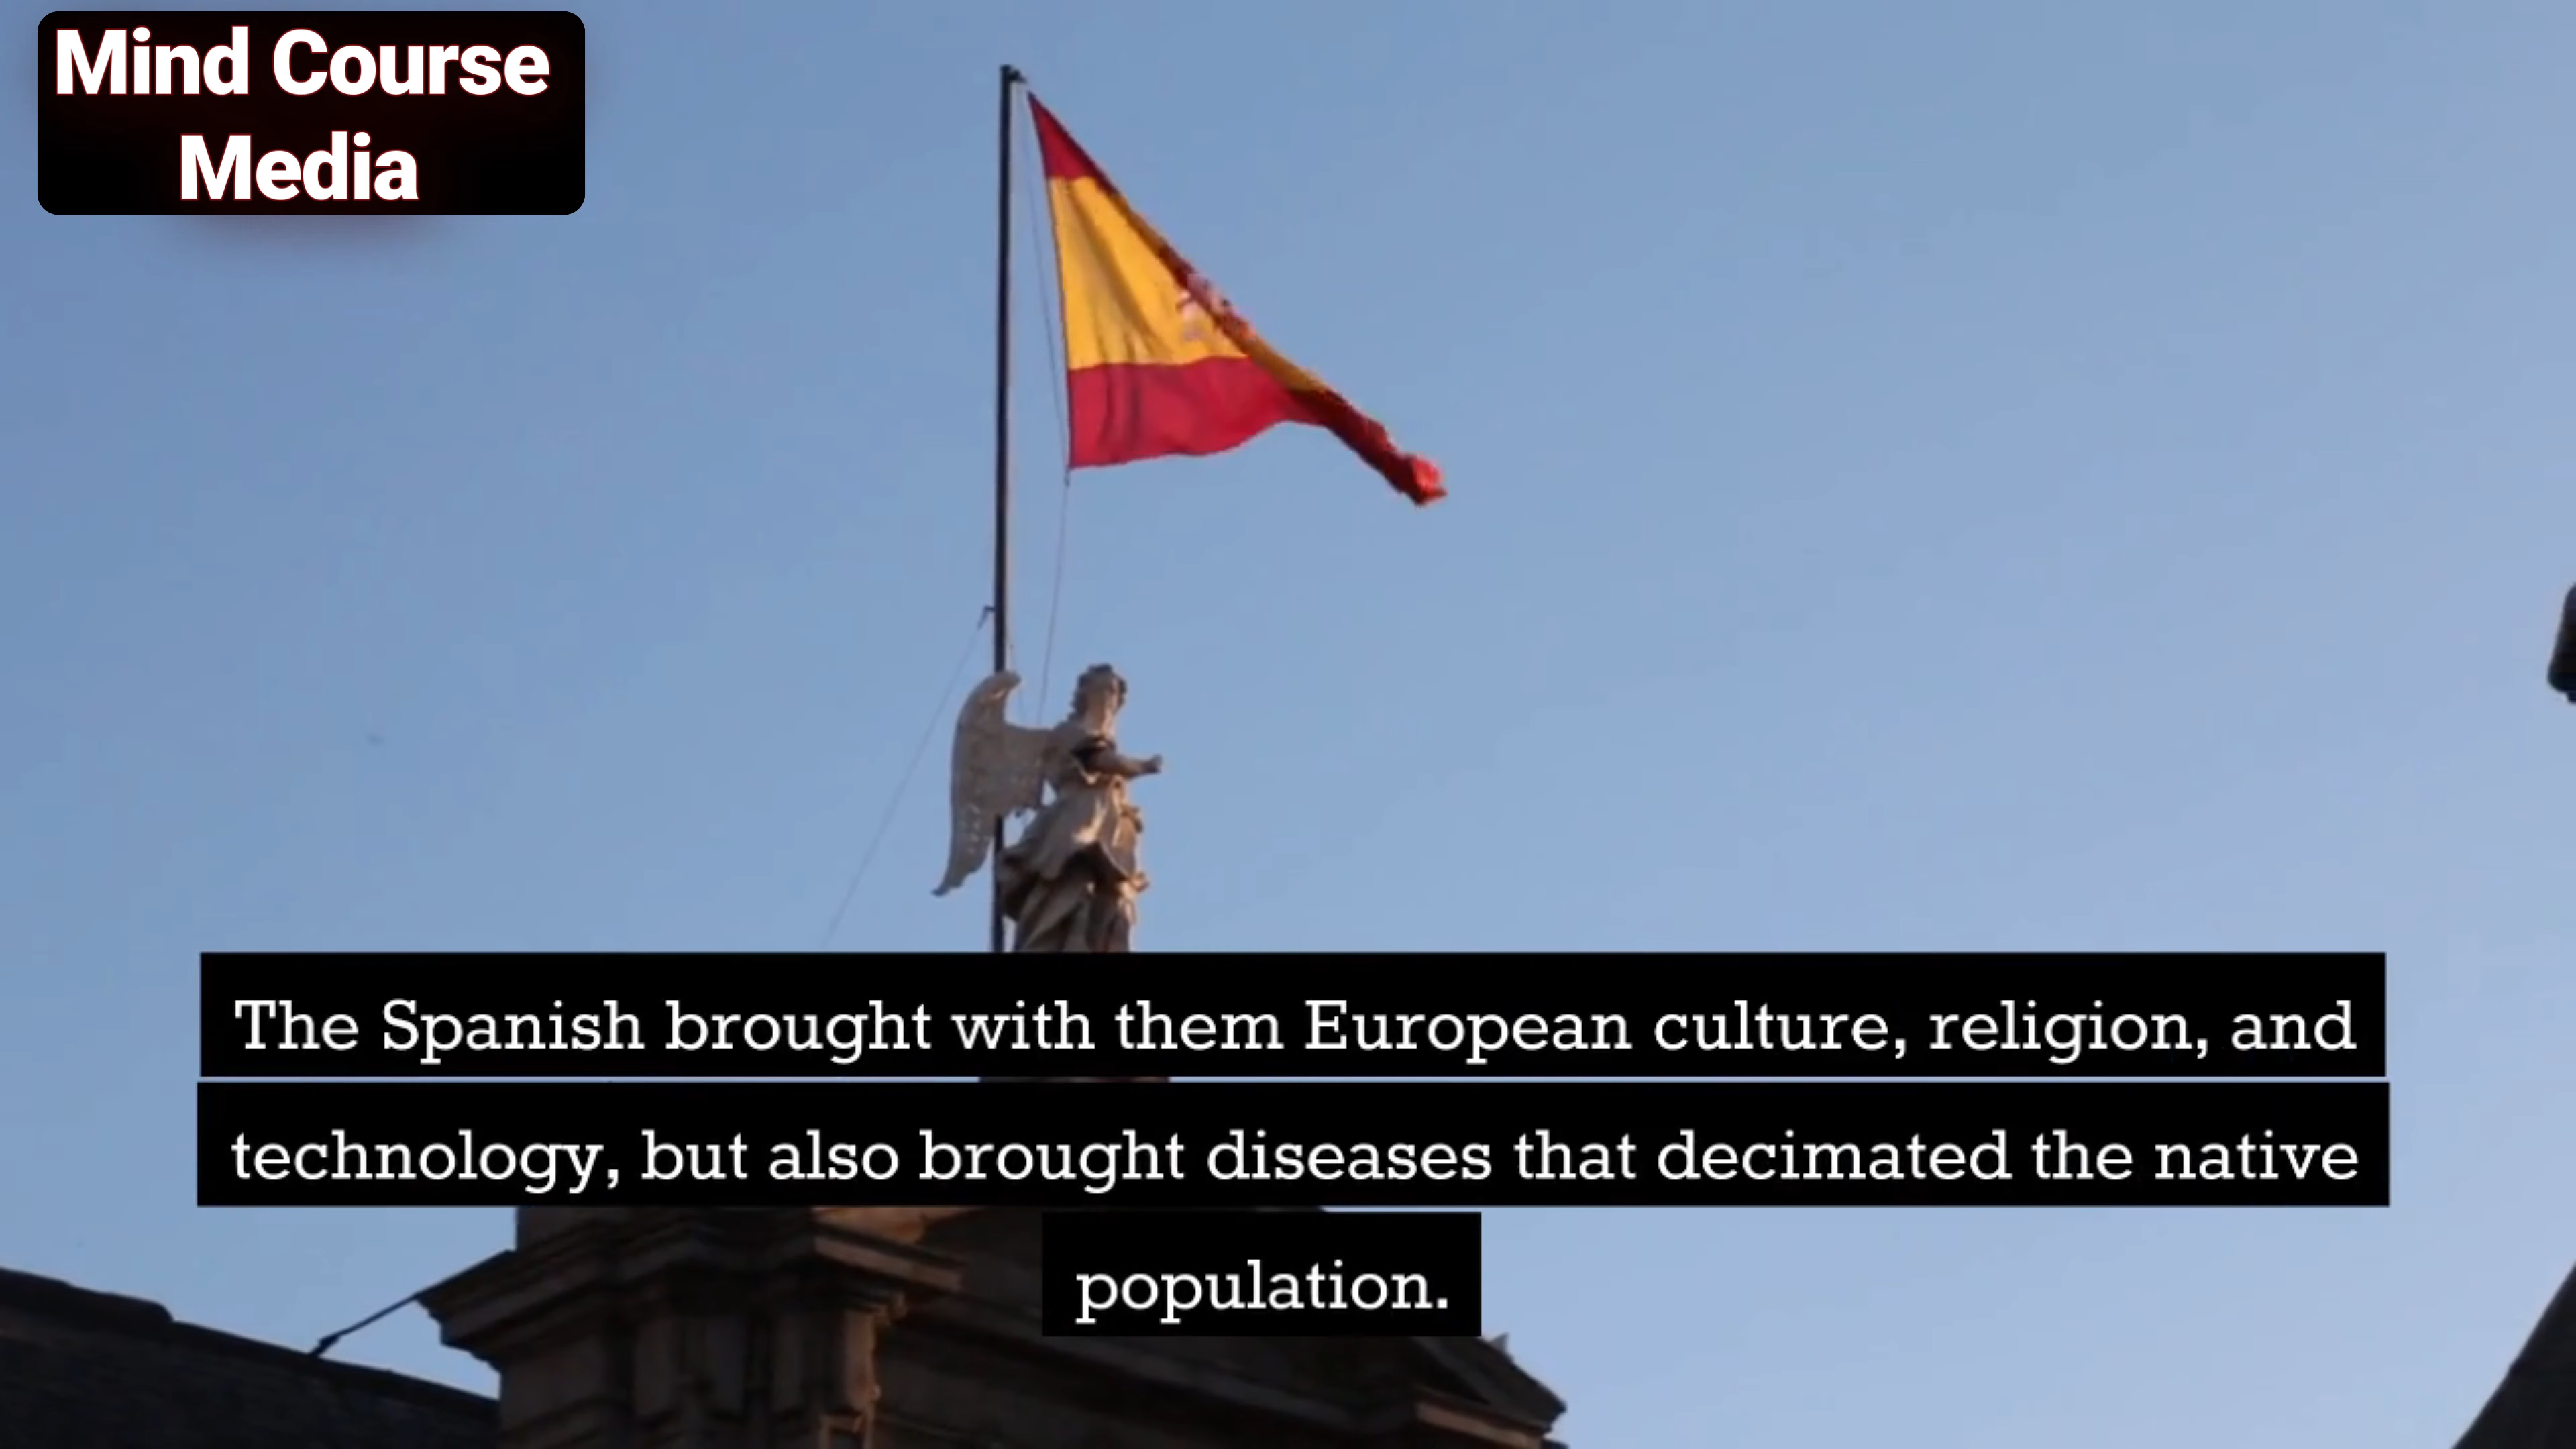 Mind Course
Media
The Spanish brought with them European culture, religion, and
technology, but also brought diseases that decimated the native
population.